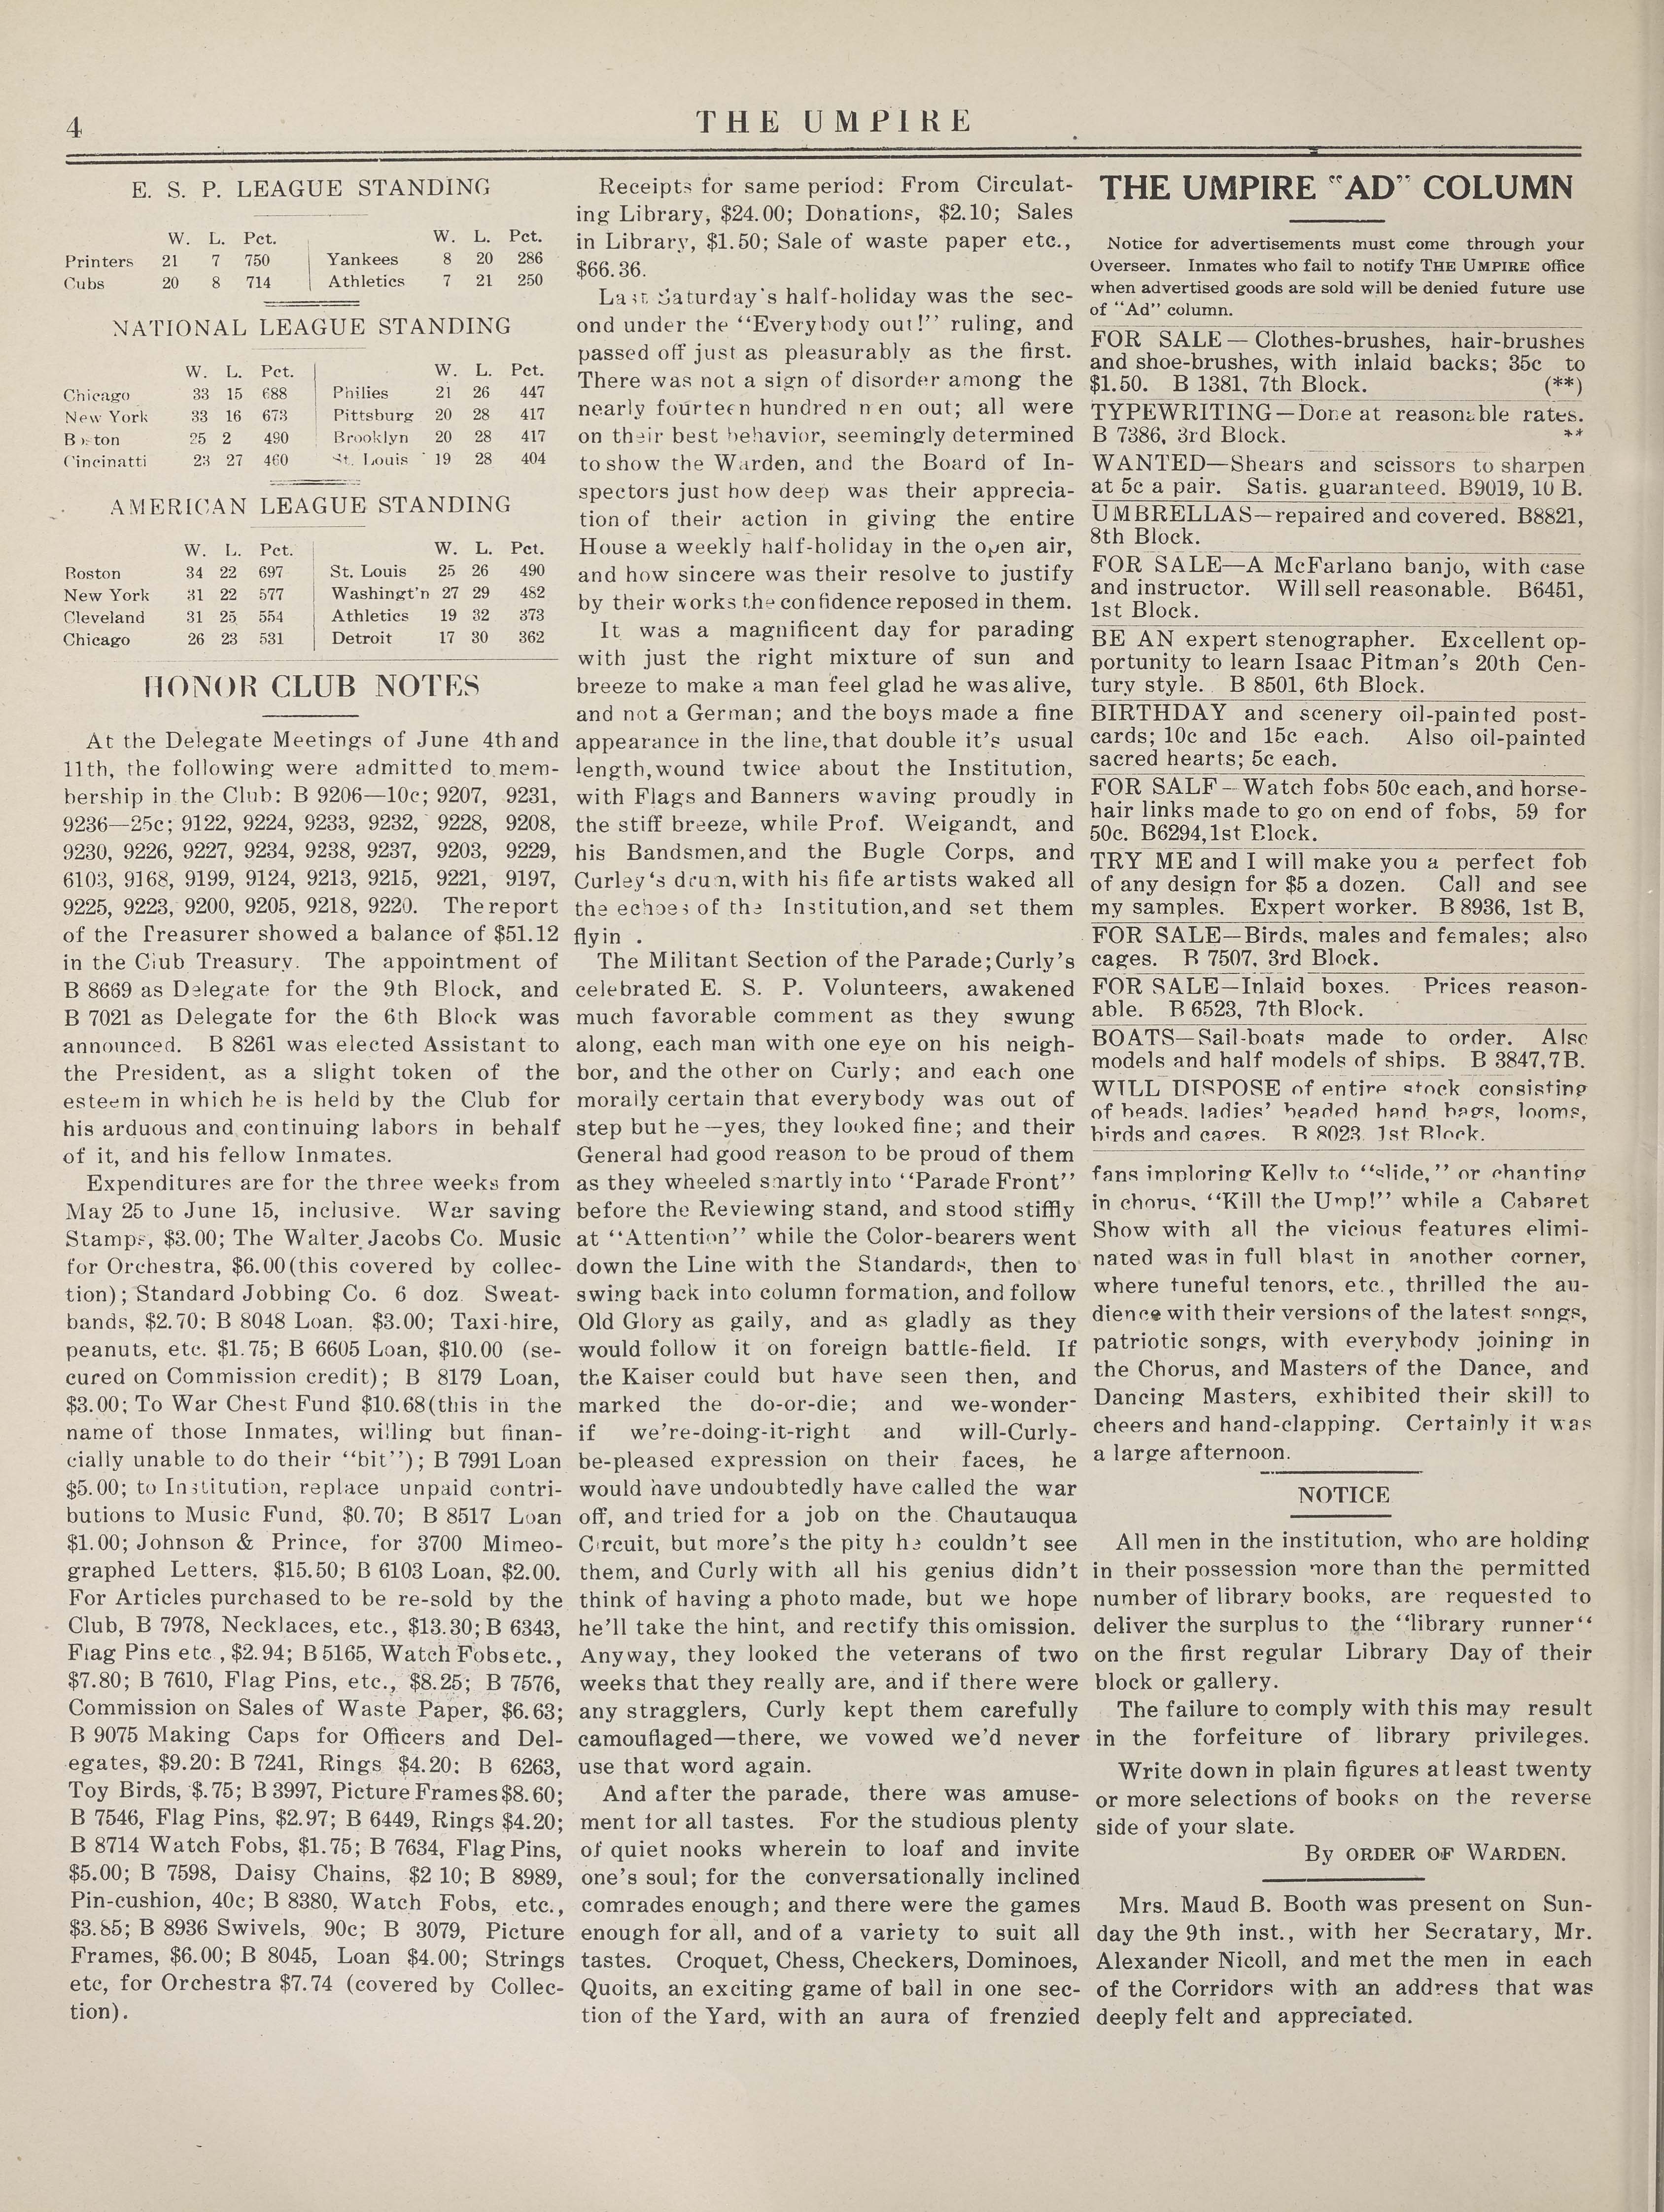 4
THE UMPIRE
E. S. P. LEAGUE STANDING
W. L. Pct. W. L. Pct.
Printers 21 7 750 Yankees 8 20 286
Cubs 20 8 714 Athletics 7 21 250
NATIONAL LEAGUE STANDING
W. L. Pct. W. L. Pct.
Chicago 33 15 688 Philies 21 26 447
New York 33 16 673 Pittsburg 20 28 417
Boston 25 2 490 Brooklyn 20 28 417
Cincinatti 23 27 460 St. Louis 19 28 404
AMERICAN LEAGUE STANDING
W. L. Pct. W. L. Pct.
Boston 34 22 697 St. Louis 25 26 490
New York 31 22 577 Washingt'n 27 29 482
Cleveland 31 25 554 Athletics 19 32 373
Chicago 26 23 531 Detroit 17 30 362
HONOR CLUB NOTES
At the Delegate Meetings of June 4th and
11th, the following were admitted to mem-
bership in the Club: B 9206—10c; 9207, 9231,
9236—25c; 9122, 9224, 9233, 9232, 9228, 9208,
9230, 9226, 9227, 9234, 9238, 9237, 9203, 9229,
6103, 9168, 9199, 9124, 9213, 9215, 9221, 9197,
9225, 9223, 9200, 9205, 9218, 9220. The report
of the Treasurer showed a balance of $51.12
in the Club Treasury. The appointment of
B 8669 as Delegate for the 9th Block, and
B 7021 as Delegate for the 6th Block was
announced. B 8261 was elected Assistant to
the President, as a slight token of the
esteem in which he is held by the Club for
his arduous and continuing labors in behalf
of it, and his fellow Inmates.
Expenditures are for the three weeks from
May 25 to June 15, inclusive. War saving
Stamps, $3.00; The Walter Jacobs Co. Music
for Orchestra, $6.00 (this covered by collec-
tion); Standard Jobbing Co. 6 doz. Sweat-
bands, $2.70; B 8048 Loan, $3.00; Taxi-hire,
peanuts, etc. $1.75; B 6605 Loan, $10.00 (se-
cured on Commission credit); B 8179 Loan,
$3.00; To War Chest Fund $10.68 (this in the
name of those Inmates, willing but finan-
cially unable to do their "bit"); B 7991 Loan
$5.00; to Institution, replace unpaid contri-
butions to Music Fund, $0.70; B 8517 Loan
$1.00; Johnson & Prince, for 3700 Mimeo-
graphed Letters, $15.50; B 6103 Loan, $2.00.
For Articles purchased to be re-sold by the
Club, B 7978, Necklaces, etc., $13.30; B 6343,
Flag Pins etc., $2.94; B 5165, Watch Fobs etc.,
$7.80; B 7610, Flag Pins, etc., $8.25; B 7576,
Commission on Sales of Waste Paper, $6.63;
B 9075 Making Caps for Officers and Del-
egates, $9.20: B 7241, Rings $4.20; B 6263,
Toy Birds, $.75; B 3997, Picture Frames $8.60;
B 7546, Flag Pins, $2.97; B 6449, Rings $4.20;
B 8714 Watch Fobs, $1.75; B 7634, Flag Pins,
$5.00; B 7598, Daisy Chains, $2 10; B 8989,
Pin-cushion, 40c; B 8380, Watch Fobs, etc.,
$3.85; B 8936 Swivels, 90c; B 3079, Picture
Frames, $6.00; B 8045, Loan $4.00; Strings
etc, for Orchestra $7.74 (covered by Collec-
tion).
Receipts for same period: From Circulat-
ing Library, $24.00; Donations, $2.10; Sales
in Library, $1.50; Sale of waste paper etc.,
$66.36.
Last Saturday's half-holiday was the sec-
ond under the "Everybody out!" ruling, and
passed off just as pleasurably as the first.
There was not a sign of disorder among the
nearly fourteen hundred n en out; all were
on their best behavior, seemingly determined
to show the Warden, and the Board of In-
spectors just how deep was their apprecia-
tion of their action in giving the entire
House a weekly half-holiday in the open air,
and how sincere was their resolve to justify
by their works the confidence reposed in them.
It was a magnificent day for parading
with just the right mixture of sun and
breeze to make a man feel glad he was alive,
and not a German; and the boys made a fine
appearance in the line, that double it's usual
length, wound twice about the Institution,
with Flags and Banners waving proudly in
the stiff breeze, while Prof. Weigandt, and
his Bandsmen, and the Bugle Corps, and
Curley's drum, with his fife artists waked all
the echoes of the Institution, and set them
flyin .
The Militant Section of the Parade; Curly's
celebrated E. S. P. Volunteers, awakened
much favorable comment as they swung
along, each man with one eye on his neigh-
bor, and the other on Curly; and each one
morally certain that everybody was out of
step but he—yes, they looked fine; and their
General had good reason to be proud of them
as they wheeled smartly into "Parade Front"
before the Reviewing stand, and stood stiffly
at "Attention" while the Color-bearers went
down the Line with the Standards, then to
swing back into column formation, and follow
Old Glory as gaily, and as gladly as they
would follow it on foreign battle-field. If
the Kaiser could but have seen then, and
marked the do-or-die; and we-wonder-
if we're-doing-it-right and will-Curly-
be-pleased expression on their faces, he
would have undoubtedly have called the war
off, and tried for a job on the Chautauqua
Circuit, but more's the pity he couldn't see
them, and Curly with all his genius didn't
think of having a photo made, but we hope
he'll take the hint, and rectify this omission.
Anyway, they looked the veterans of two
weeks that they really are, and if there were
any stragglers, Curly kept them carefully
camouflaged—there, we vowed we'd never
use that word again.
And after the parade, there was amuse-
ment for all tastes. For the studious plenty
of quiet nooks wherein to loaf and invite
one's soul; for the conversationally inclined
comrades enough; and there were the games
enough for all, and of a variety to suit all
tastes. Croquet, Chess, Checkers, Dominoes,
Quoits, an exciting game of ball in one sec-
tion of the Yard, with an aura of frenzied
THE UMPIRE "AD" COLUMN
Notice for advertisements must come through your
Overseer. Inmates who fail to notify THE UMPIRE office
when advertised goods are sold will be denied future use
of "Ad" column.
FOR SALE — Clothes-brushes, hair-brushes
and shoe-brushes, with inlaid backs; 35c to
$1.50. B 1381, 7th Block. (**)
TYPEWRITING—Done at reasonable rates.
B 7386, 3rd Block. **
WANTED—Shears and scissors to sharpen
at 5c a pair. Satis. guaranteed. B9019, 10 B.
UMBRELLAS—repaired and covered. B8821,
8th Block.
FOR SALE—A McFarland banjo, with case
and instructor. Will sell reasonable. B6451,
1st Block.
BE AN expert stenographer. Excellent op-
portunity to learn Isaac Pitman's 20th Cen-
tury style. B 8501, 6th Block.
BIRTHDAY and scenery oil-painted post-
cards; 10c and 15c each. Also oil-painted
sacred hearts; 5c each.
FOR SALE—Watch fobs 50c each, and horse-
hair links made to go on end of fobs, 59 for
50c. B6294, 1st Block.
TRY ME and I will make you a perfect fob
of any design for $5 a dozen. Call and see
my samples. Expert worker. B 8936, 1st B,
FOR SALE—Birds, males and females; also
cages. B 7507, 3rd Block.
FOR SALE—Inlaid boxes. Prices reason-
able. B 6523, 7th Block.
BOATS—Sail-boats made to order. Also
models and half models of ships. B 3847, 7B.
WILL DISPOSE of entire stock consisting
of beads, ladies' beaded hand bags, looms,
birds and cages. B 8023, 1st Block.
fans imploring Kelly to "slide," or chanting
in chorus, "Kill the Ump!" while a Cabaret
Show with all the vicious features elimi-
nated was in full blast in another corner,
where tuneful tenors, etc., thrilled the au-
dience with their versions of the latest songs,
patriotic songs, with everybody joining in
the Chorus, and Masters of the Dance, and
Dancing Masters, exhibited their skill to
cheers and hand-clapping. Certainly it was
a large afternoon.
NOTICE
All men in the institution, who are holding
in their possession more than the permitted
number of library books, are requested to
deliver the surplus to the "library runner"
on the first regular Library Day of their
block or gallery.
The failure to comply with this may result
in the forfeiture of library privileges.
Write down in plain figures at least twenty
or more selections of books on the reverse
side of your slate.
By ORDER OF WARDEN.
Mrs. Maud B. Booth was present on Sun-
day the 9th inst., with her Secratary, Mr.
Alexander Nicoll, and met the men in each
of the Corridors with an address that was
deeply felt and appreciated.